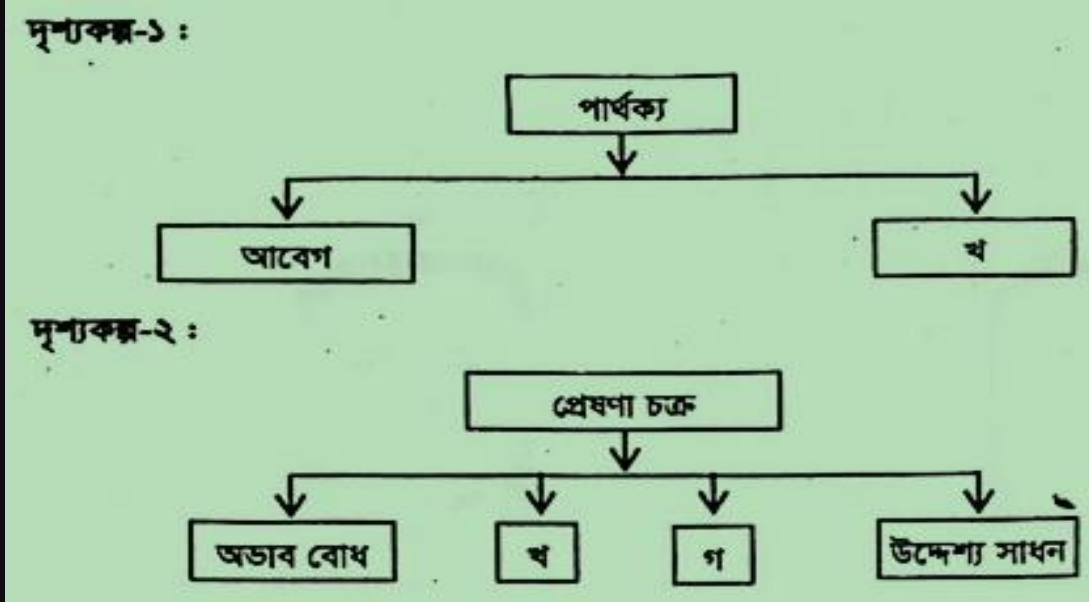 দৃশ্যকল্প-১ :
পার্থক্য
আবেগ
খ
দৃশ্যকল্প-২ :
প্রেষণা চক্র
অভাব বোধ
খ
গ
উদ্দেশ্য সাধন